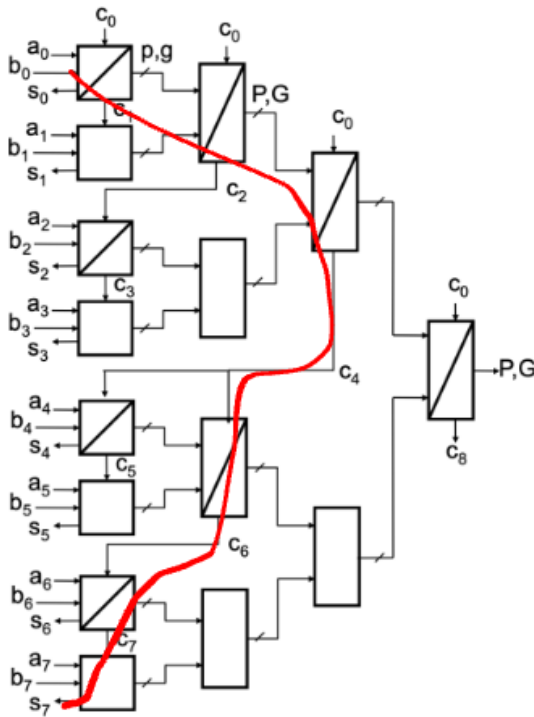 c0
a0 p,g c0
b0
s0 c1 P,G
a1 c0
b1
s1 c2
a2
b2
s2 c3 c0
a3
b3
s3
c4 P,G
a4
b4
s4 c5 c8
a5
b5
s5 c6
a6
b6
s6 c7
a7
b7
s7